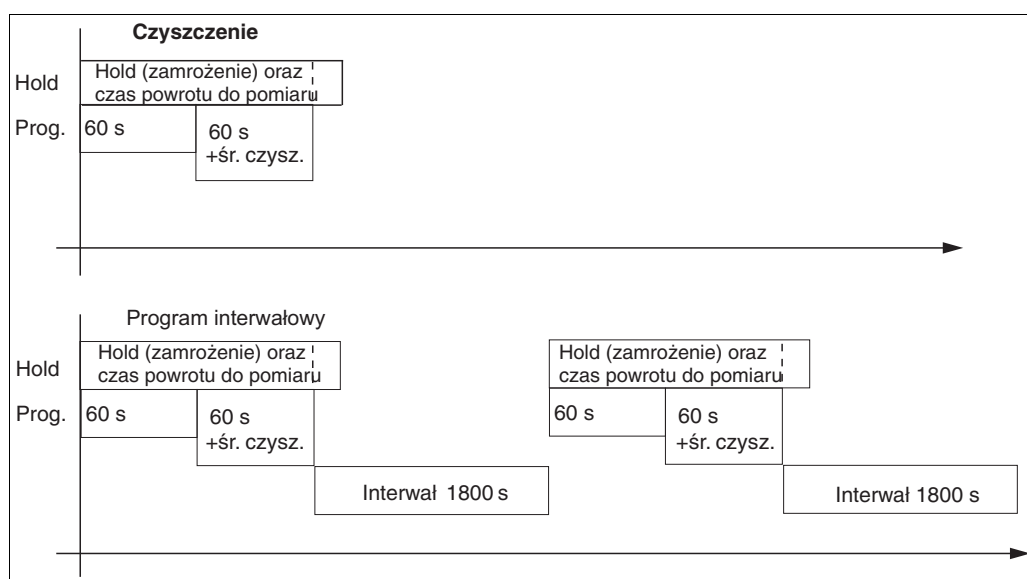 Czyszczenie
Hold
Hold (zamrożenie) oraz
czas powrotu do pomiaru
Prog.
60 s
60 s
+śr. czysz.
Program interwałowy
Hold
Hold (zamrożenie) oraz
czas powrotu do pomiaru
Hold (zamrożenie) oraz
czas powrotu do pomiaru
Prog.
60 s
60 s
+śr. czysz.
60 s
60 s
+śr. czysz.
Interwał 1800 s
Interwał 1800 s